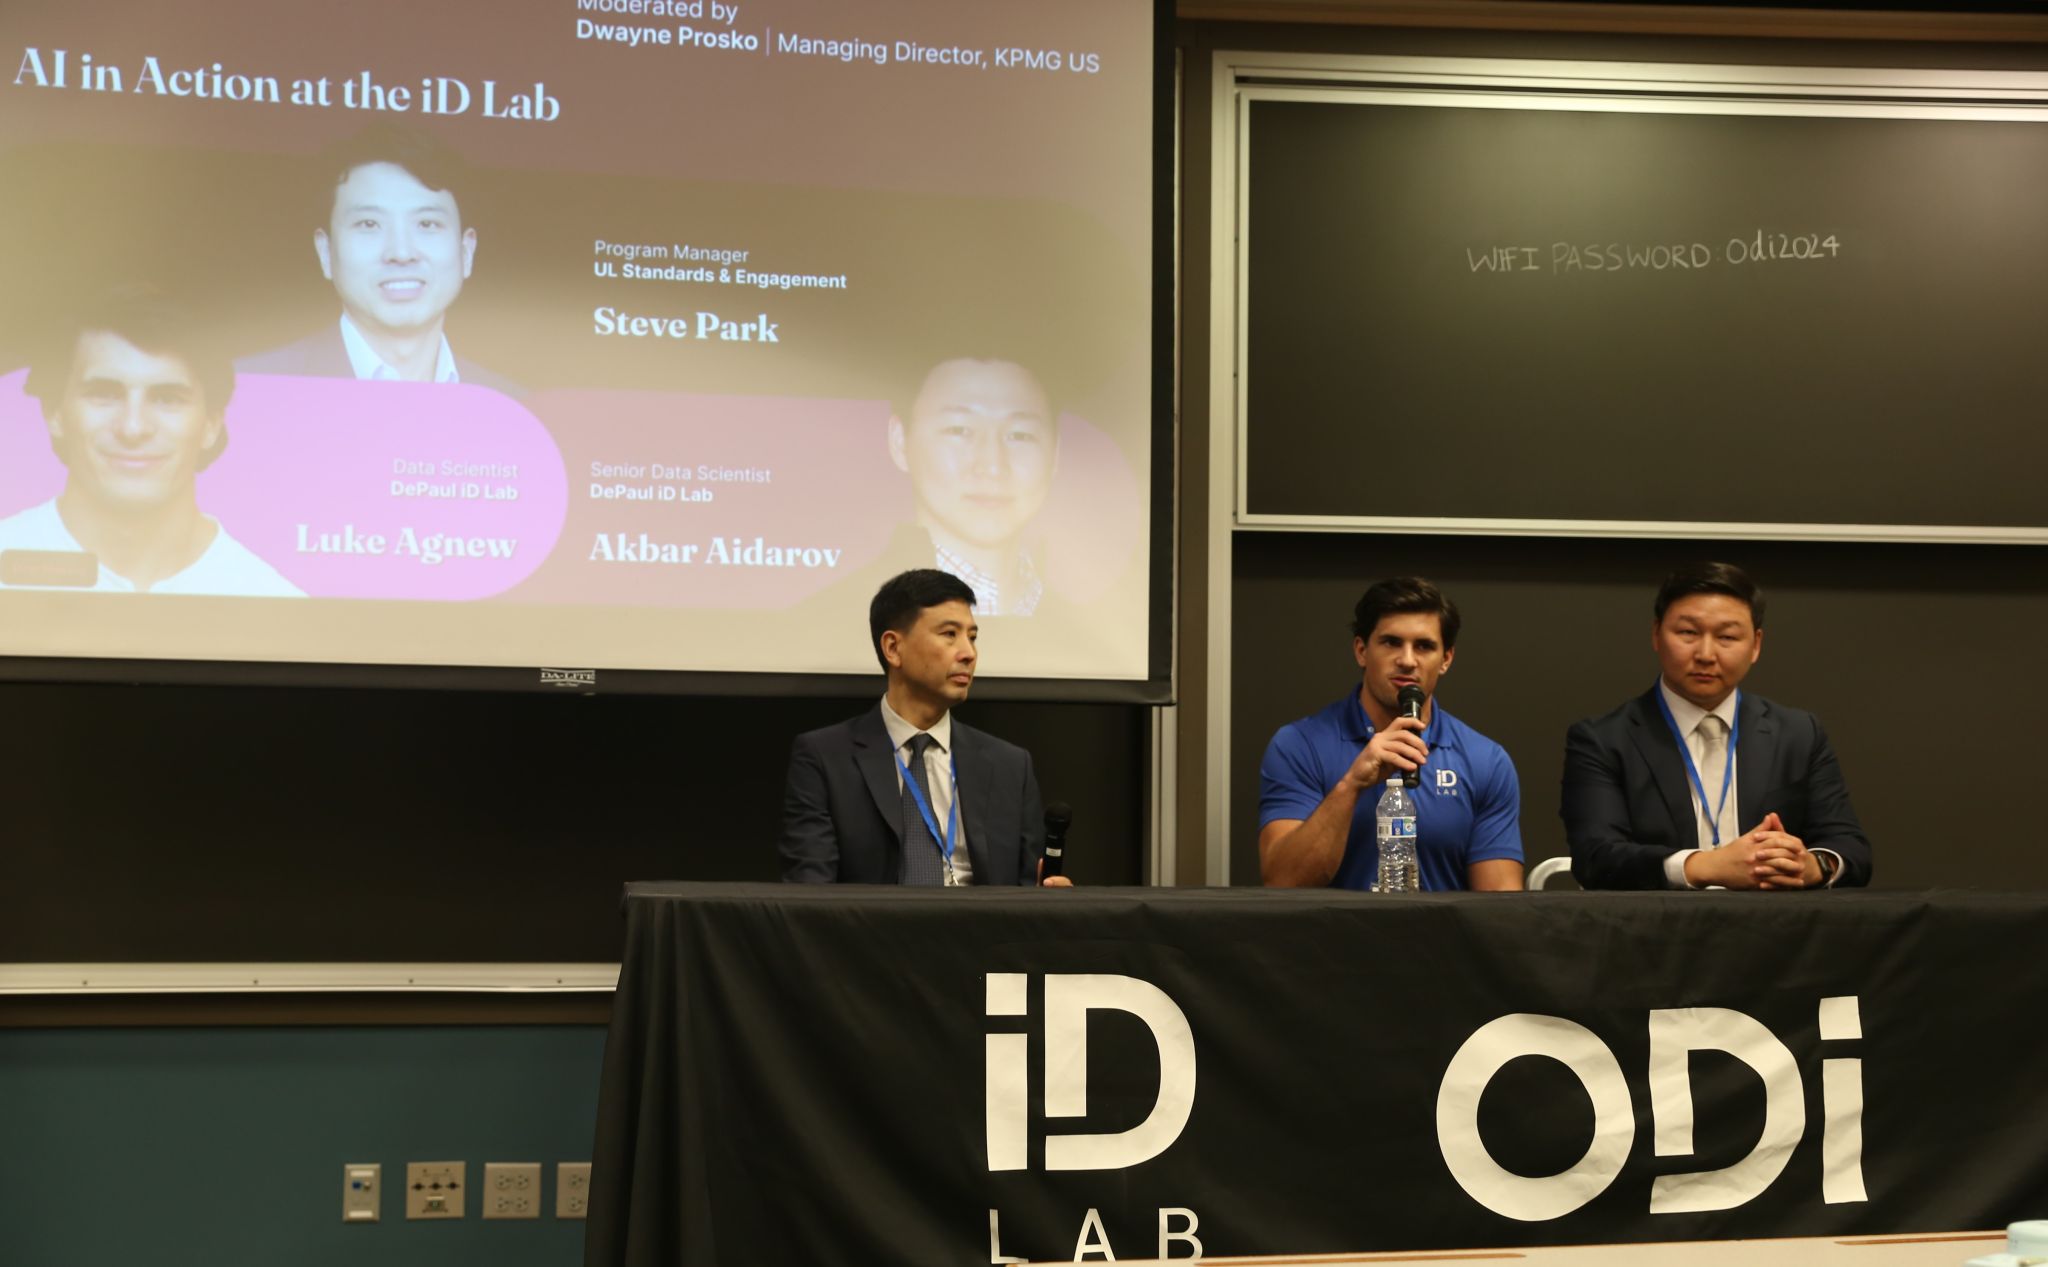 Moderated by
Dwayne Prosko | Managing Director, KPMG US
AI in Action at the iD Lab
Program Manager
UL Standards & Engagement
Steve Park
Data Scientist
DePaul iD Lab
Luke Agnew
Senior Data Scientist
DePaul iD Lab
Akbar Aidarov
DA-LITE
WIFI PASSWORD: Odi2024
iD
LAB
iD
LAB
ODi